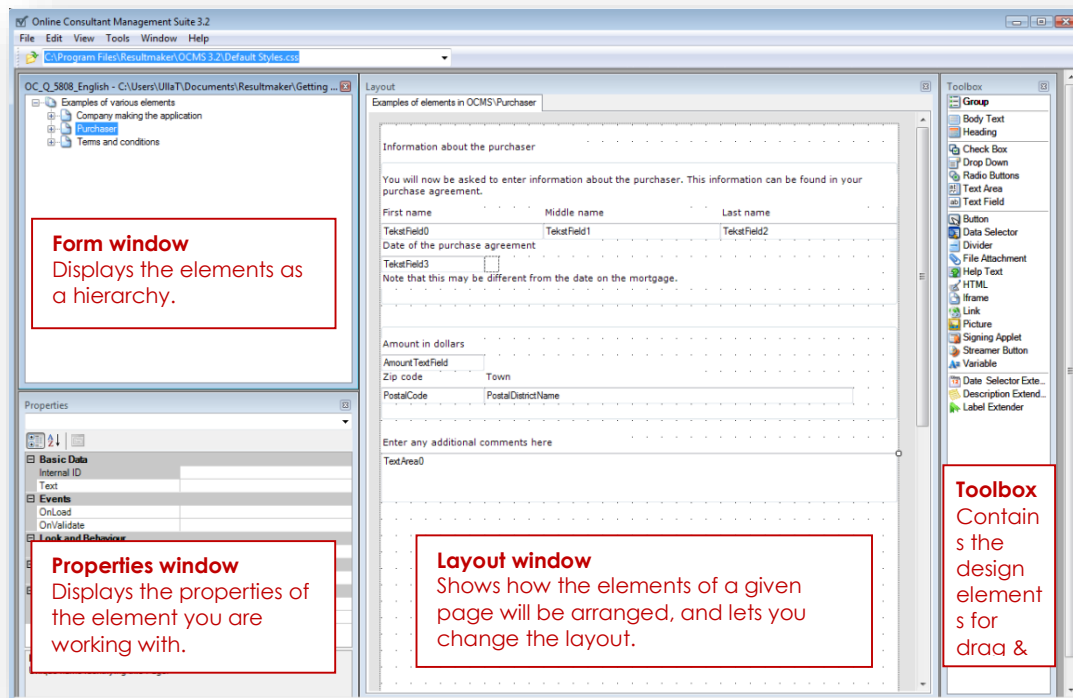 Online Consultant Management Suite 3.2
File Edit View Tools Window Help
C:\Program Files\Resultmaker\OCMS 3.2\Default Styles.css
OC_Q_5808_English - C:\Users\UllaT\Documents\Resultmaker\Getting ...
Examples of various elements
Company making the application
Purchaser
Terms and conditions
Form window
Displays the elements as
a hierarchy.
Properties
Basic Data
Internal ID
Text
Events
OnLoad
OnValidate
Look and Behaviour
Properties window
Displays the properties of
the element you are
working with.
Layout
Examples of elements in OCMS\Purchaser
Information about the purchaser
You will now be asked to enter information about the purchaser. This information can be found in your
purchase agreement.
First name Middle name Last name
TekstField0 TekstField1 TekstField2
Date of the purchase agreement
TekstField3
Note that this may be different from the date on the mortgage.
Amount in dollars
AmountTextField
Zip code Town
PostalCode PostalDistrictName
Enter any additional comments here
TextArea0
Layout window
Shows how the elements of a given
page will be arranged, and lets you
change the layout.
Toolbox
Group
Body Text
Heading
Check Box
Drop Down
Radio Buttons
Text Area
Text Field
Button
Data Selector
Divider
File Attachment
Help Text
HTML
Iframe
Link
Picture
Signing Applet
Streamer Button
Variable
Date Selector Exte...
Description Extend...
Label Extender
Toolbox
Contain
s the
design
element
s for
drag &